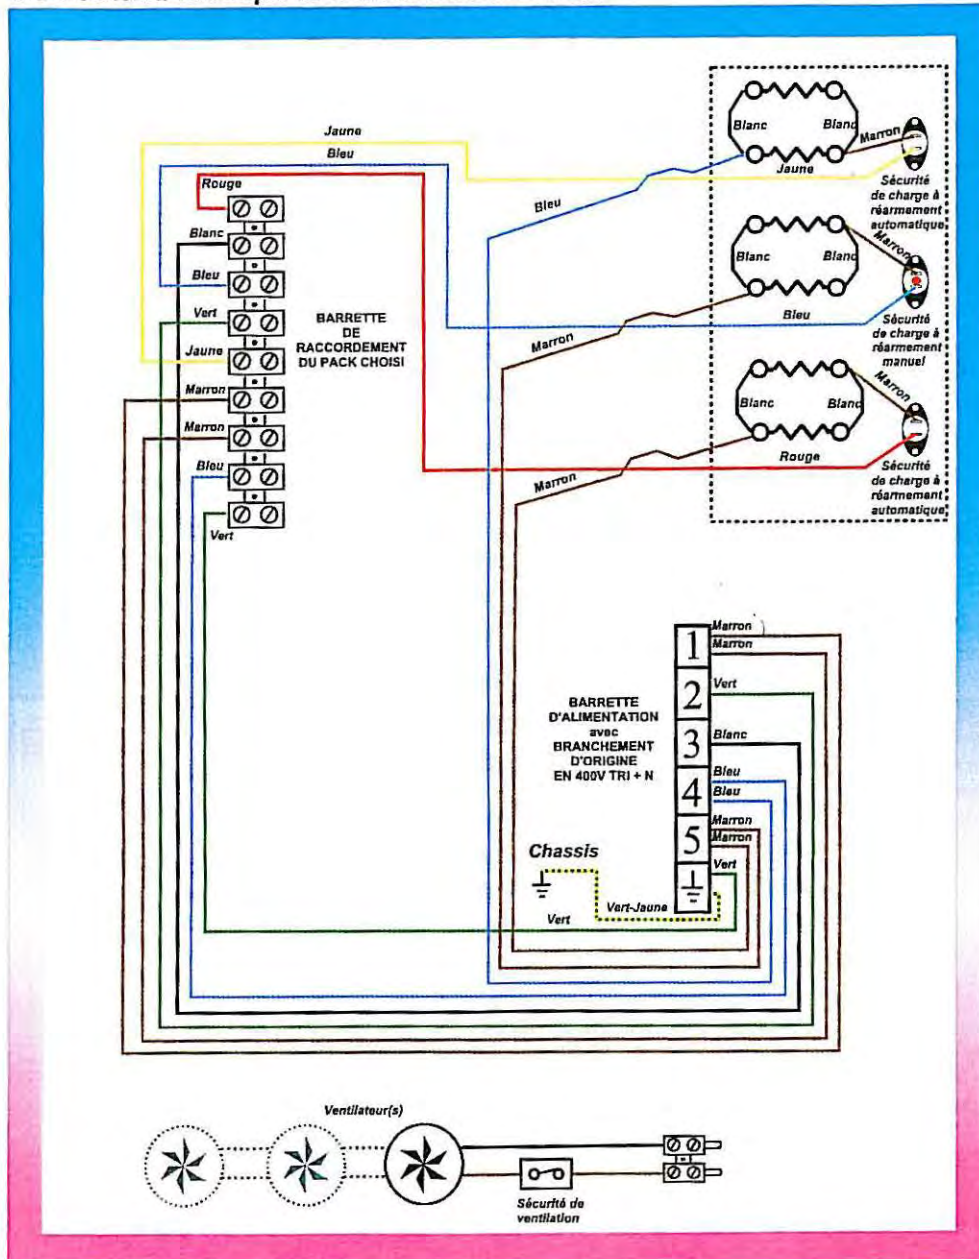 Blanc
Blanc
Marron
Jaune
Sécurité
de charge à
réarmement
automatique
Jaune
Bleu
Rouge
Bleu
Blanc
Blanc
Blanc
Marron
Bleu
Sécurité
de charge à
réarmement
manuel
Bleu
Vert
Jaune
Marron
Marron
Bleu
Vert
BARRETTE
DE
RACCORDEMENT
DU PACK CHOISI
Marron
Blanc
Blanc
Marron
Rouge
Marron
Sécurité
de charge à
réarmement
automatique
BARRETTE
D'ALIMENTATION
avec
BRANCHEMENT
D'ORIGINE
EN 400V TRI + N
1
Marron
Marron
2
Vert
3
Blanc
4
Bleu
Bleu
5
Marron
Marron
Vert
Chassis
Vert-Jaune
Vert
Ventilateur(s)
Sécurité de
ventilation